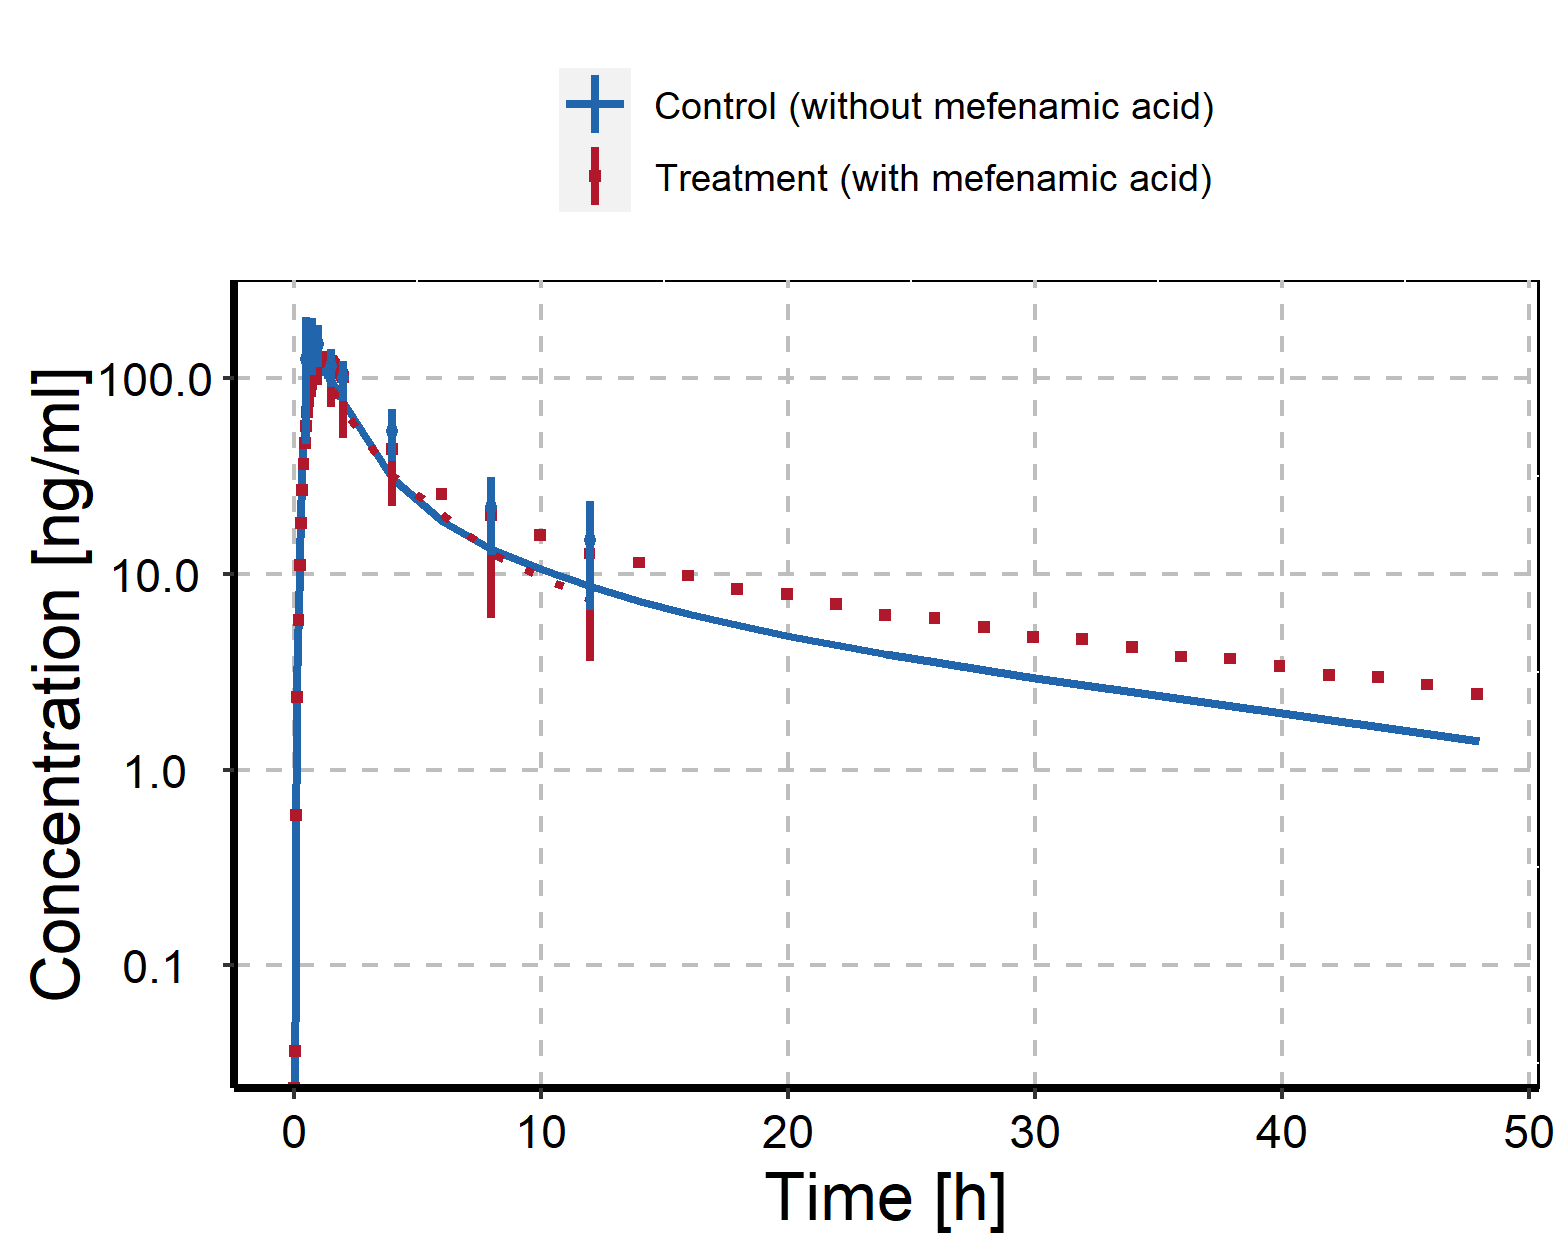 Control (without mefenamic acid)
Treatment (with mefenamic acid)
Concentration [ng/ml]
100.0
10.0
1.0
0.1
0 10 20 30 40 50
Time [h]